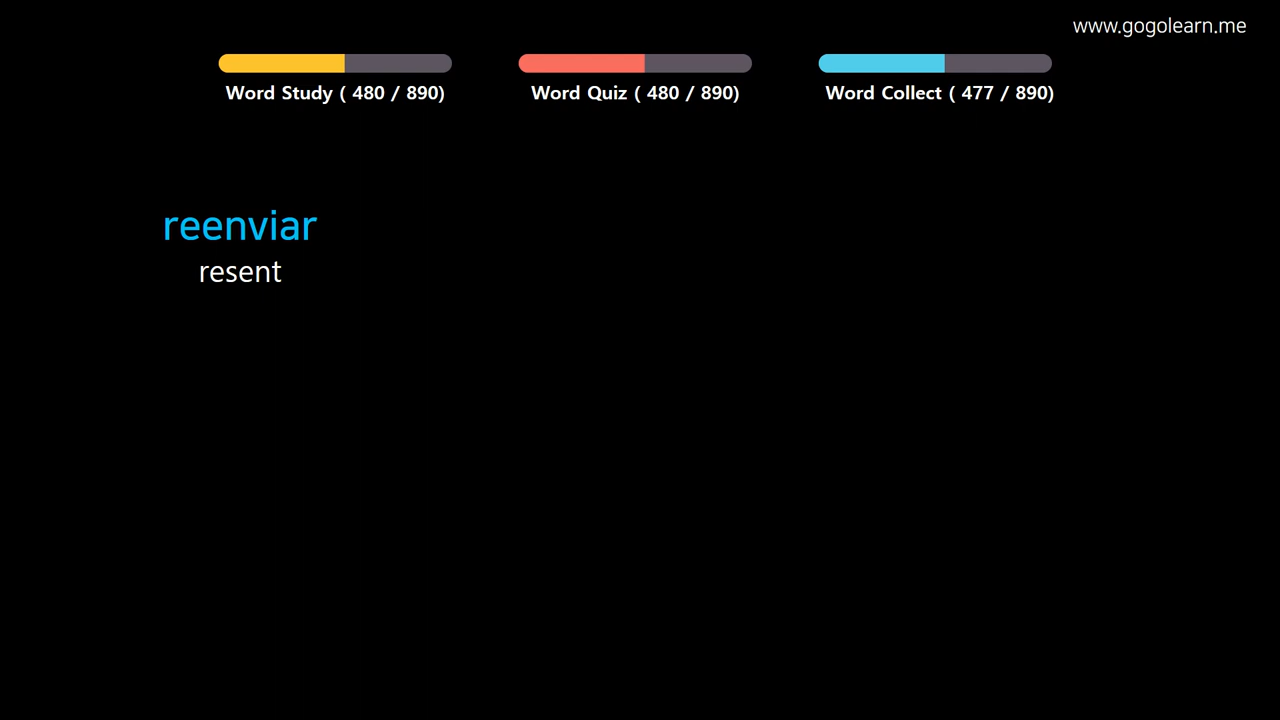 www.gogolearn.me
Word Study ( 480 / 890)
Word Quiz ( 480 / 890)
Word Collect ( 477 / 890)
reenviar
resent